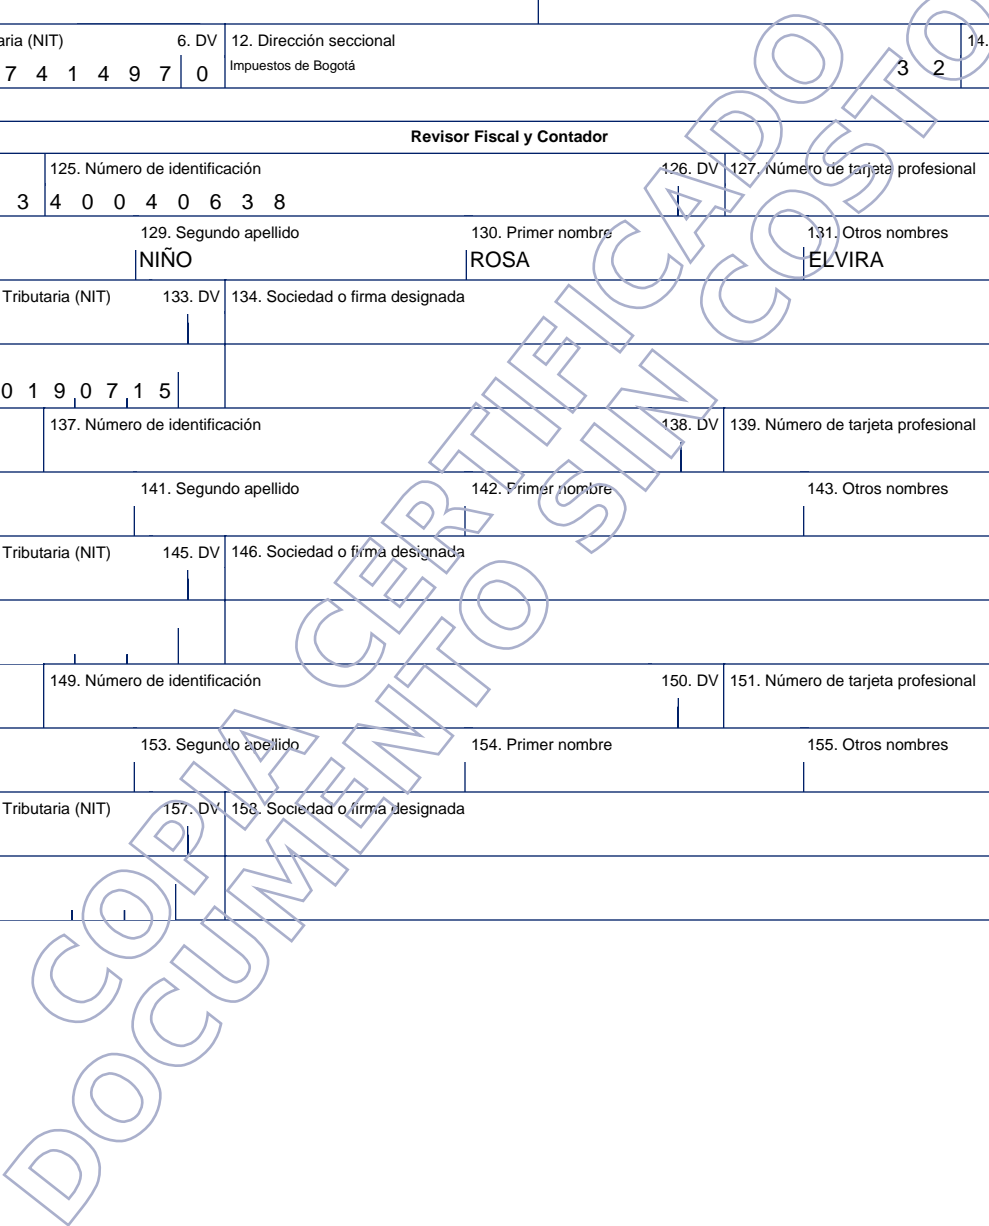 aria (NIT) 6. DV 12. Dirección seccional 14.
7 4 1 4 9 7 0 Impuestos de Bogotá 3 2
Revisor Fiscal y Contador
125. Número de identificación 126. DV 127. Número de tarjeta profesional
3 4 0 0 4 0 6 3 8
129. Segundo apellido 130. Primer nombre 131. Otros nombres
NIÑO ROSA ELVIRA
Tributaria (NIT) 133. DV 134. Sociedad o firma designada
0 1 9 0 7 1 5
137. Número de identificación 138. DV 139. Número de tarjeta profesional
141. Segundo apellido 142. Primer nombre 143. Otros nombres
Tributaria (NIT) 145. DV 146. Sociedad o firma designada
149. Número de identificación 150. DV 151. Número de tarjeta profesional
153. Segundo apellido 154. Primer nombre 155. Otros nombres
Tributaria (NIT) 157. DV 158. Sociedad o firma designada
COPIA CERTIFICADO
DOCUMENTO SIN COSTO